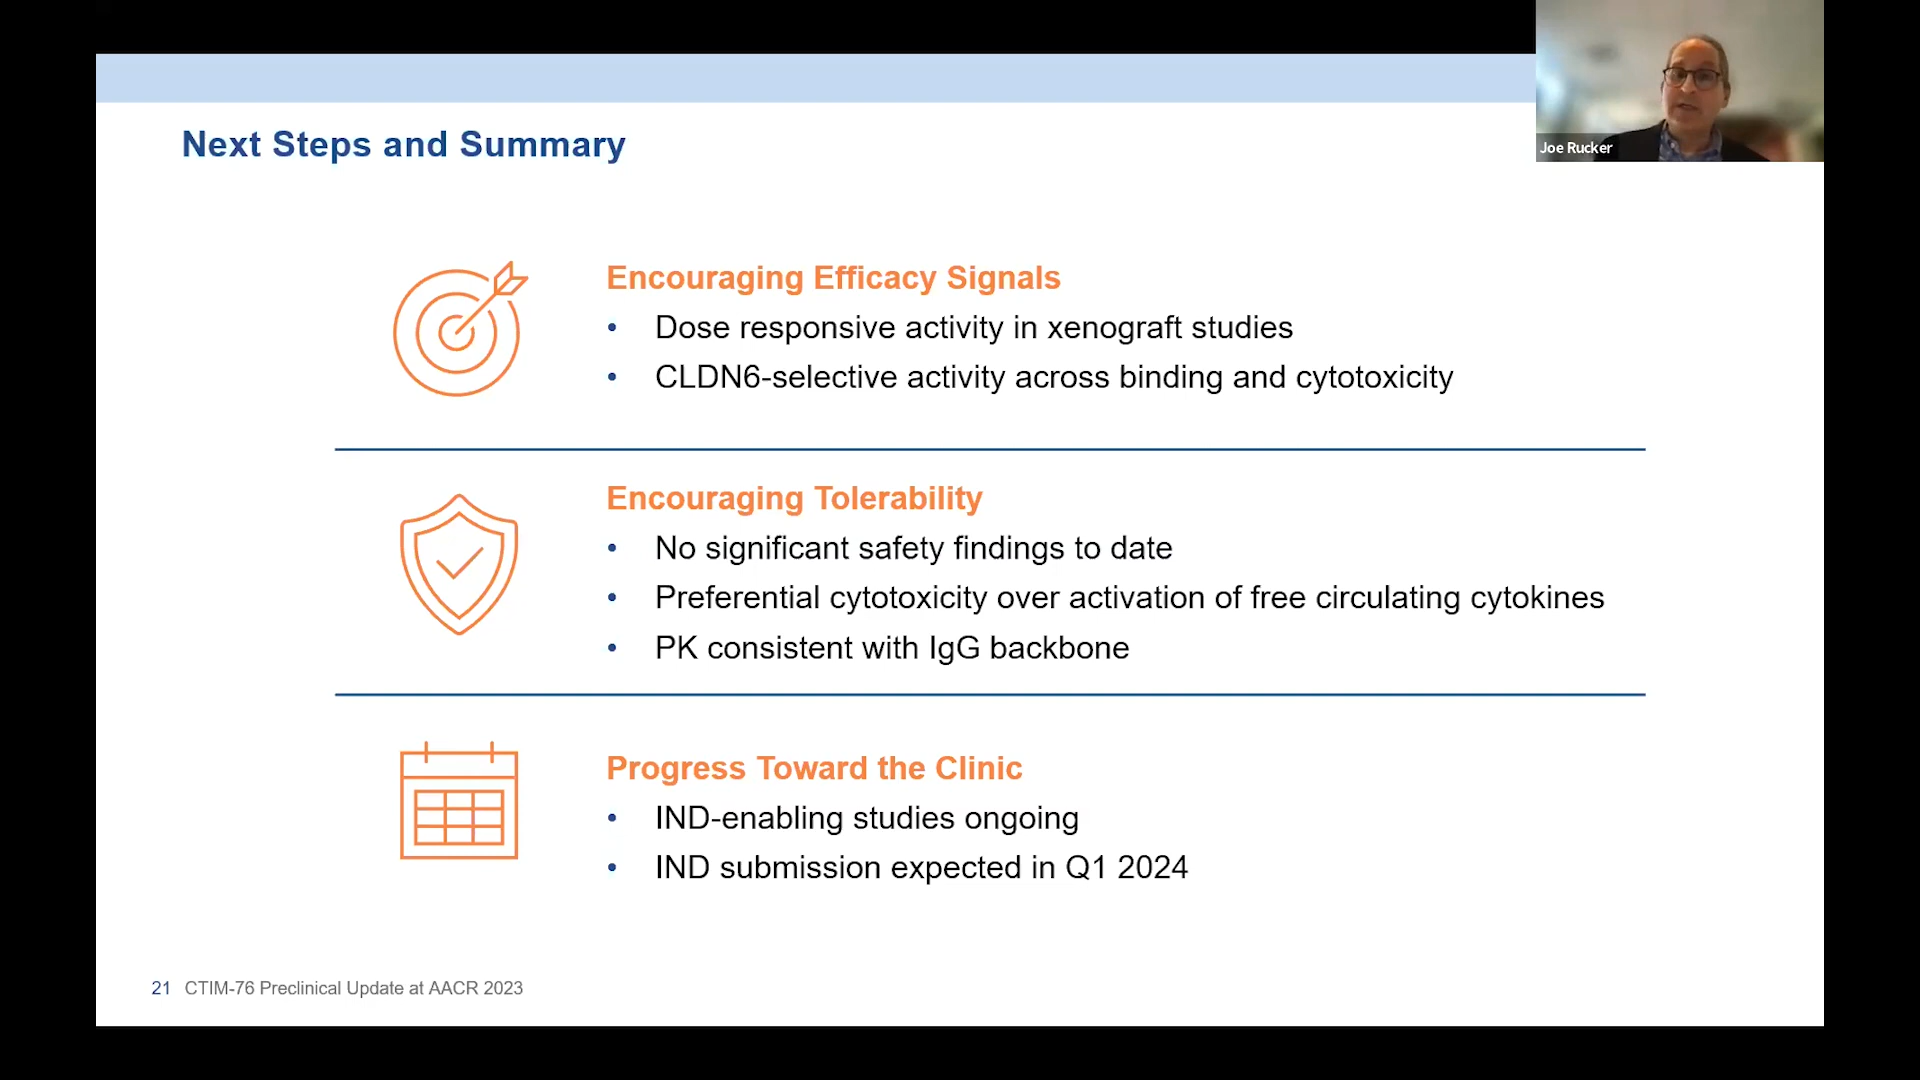 Joe Rucker
Next Steps and Summary
Encouraging Efficacy Signals
• Dose responsive activity in xenograft studies
• CLDN6-selective activity across binding and cytotoxicity
Encouraging Tolerability
• No significant safety findings to date
• Preferential cytotoxicity over activation of free circulating cytokines
• PK consistent with IgG backbone
Progress Toward the Clinic
• IND-enabling studies ongoing
• IND submission expected in Q1 2024
21 CTIM-76 Preclinical Update at AACR 2023